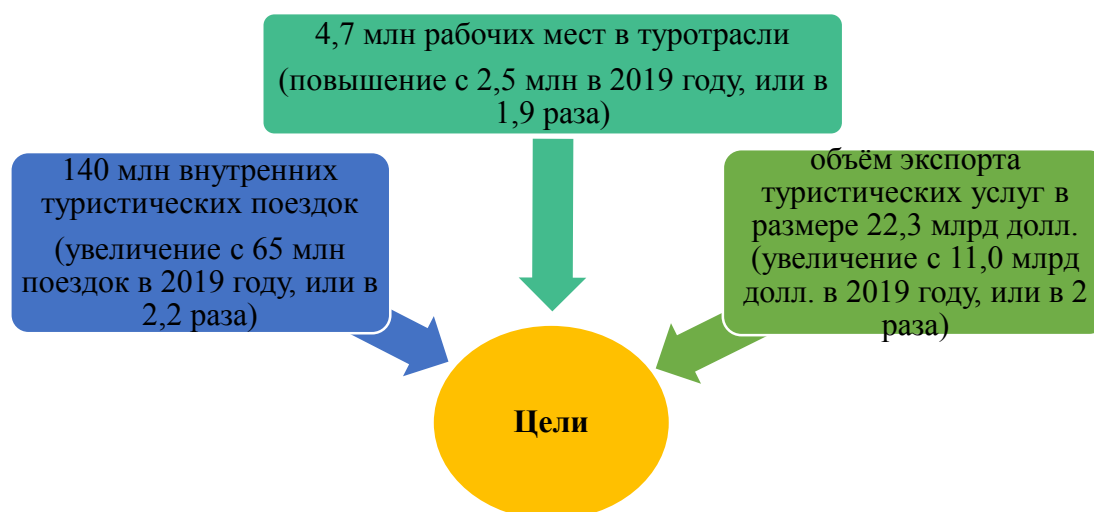 4,7 млн рабочих мест в туротрасли
(повышение с 2,5 млн в 2019 году, или в
1,9 раза)
140 млн внутренних
туристических поездок
(увеличение с 65 млн
поездок в 2019 году, или в
2,2 раза)
объём экспорта
туристических услуг в
размере 22,3 млрд долл.
(увеличение с 11,0 млрд
долл. в 2019 году, или в 2
раза)
Цели